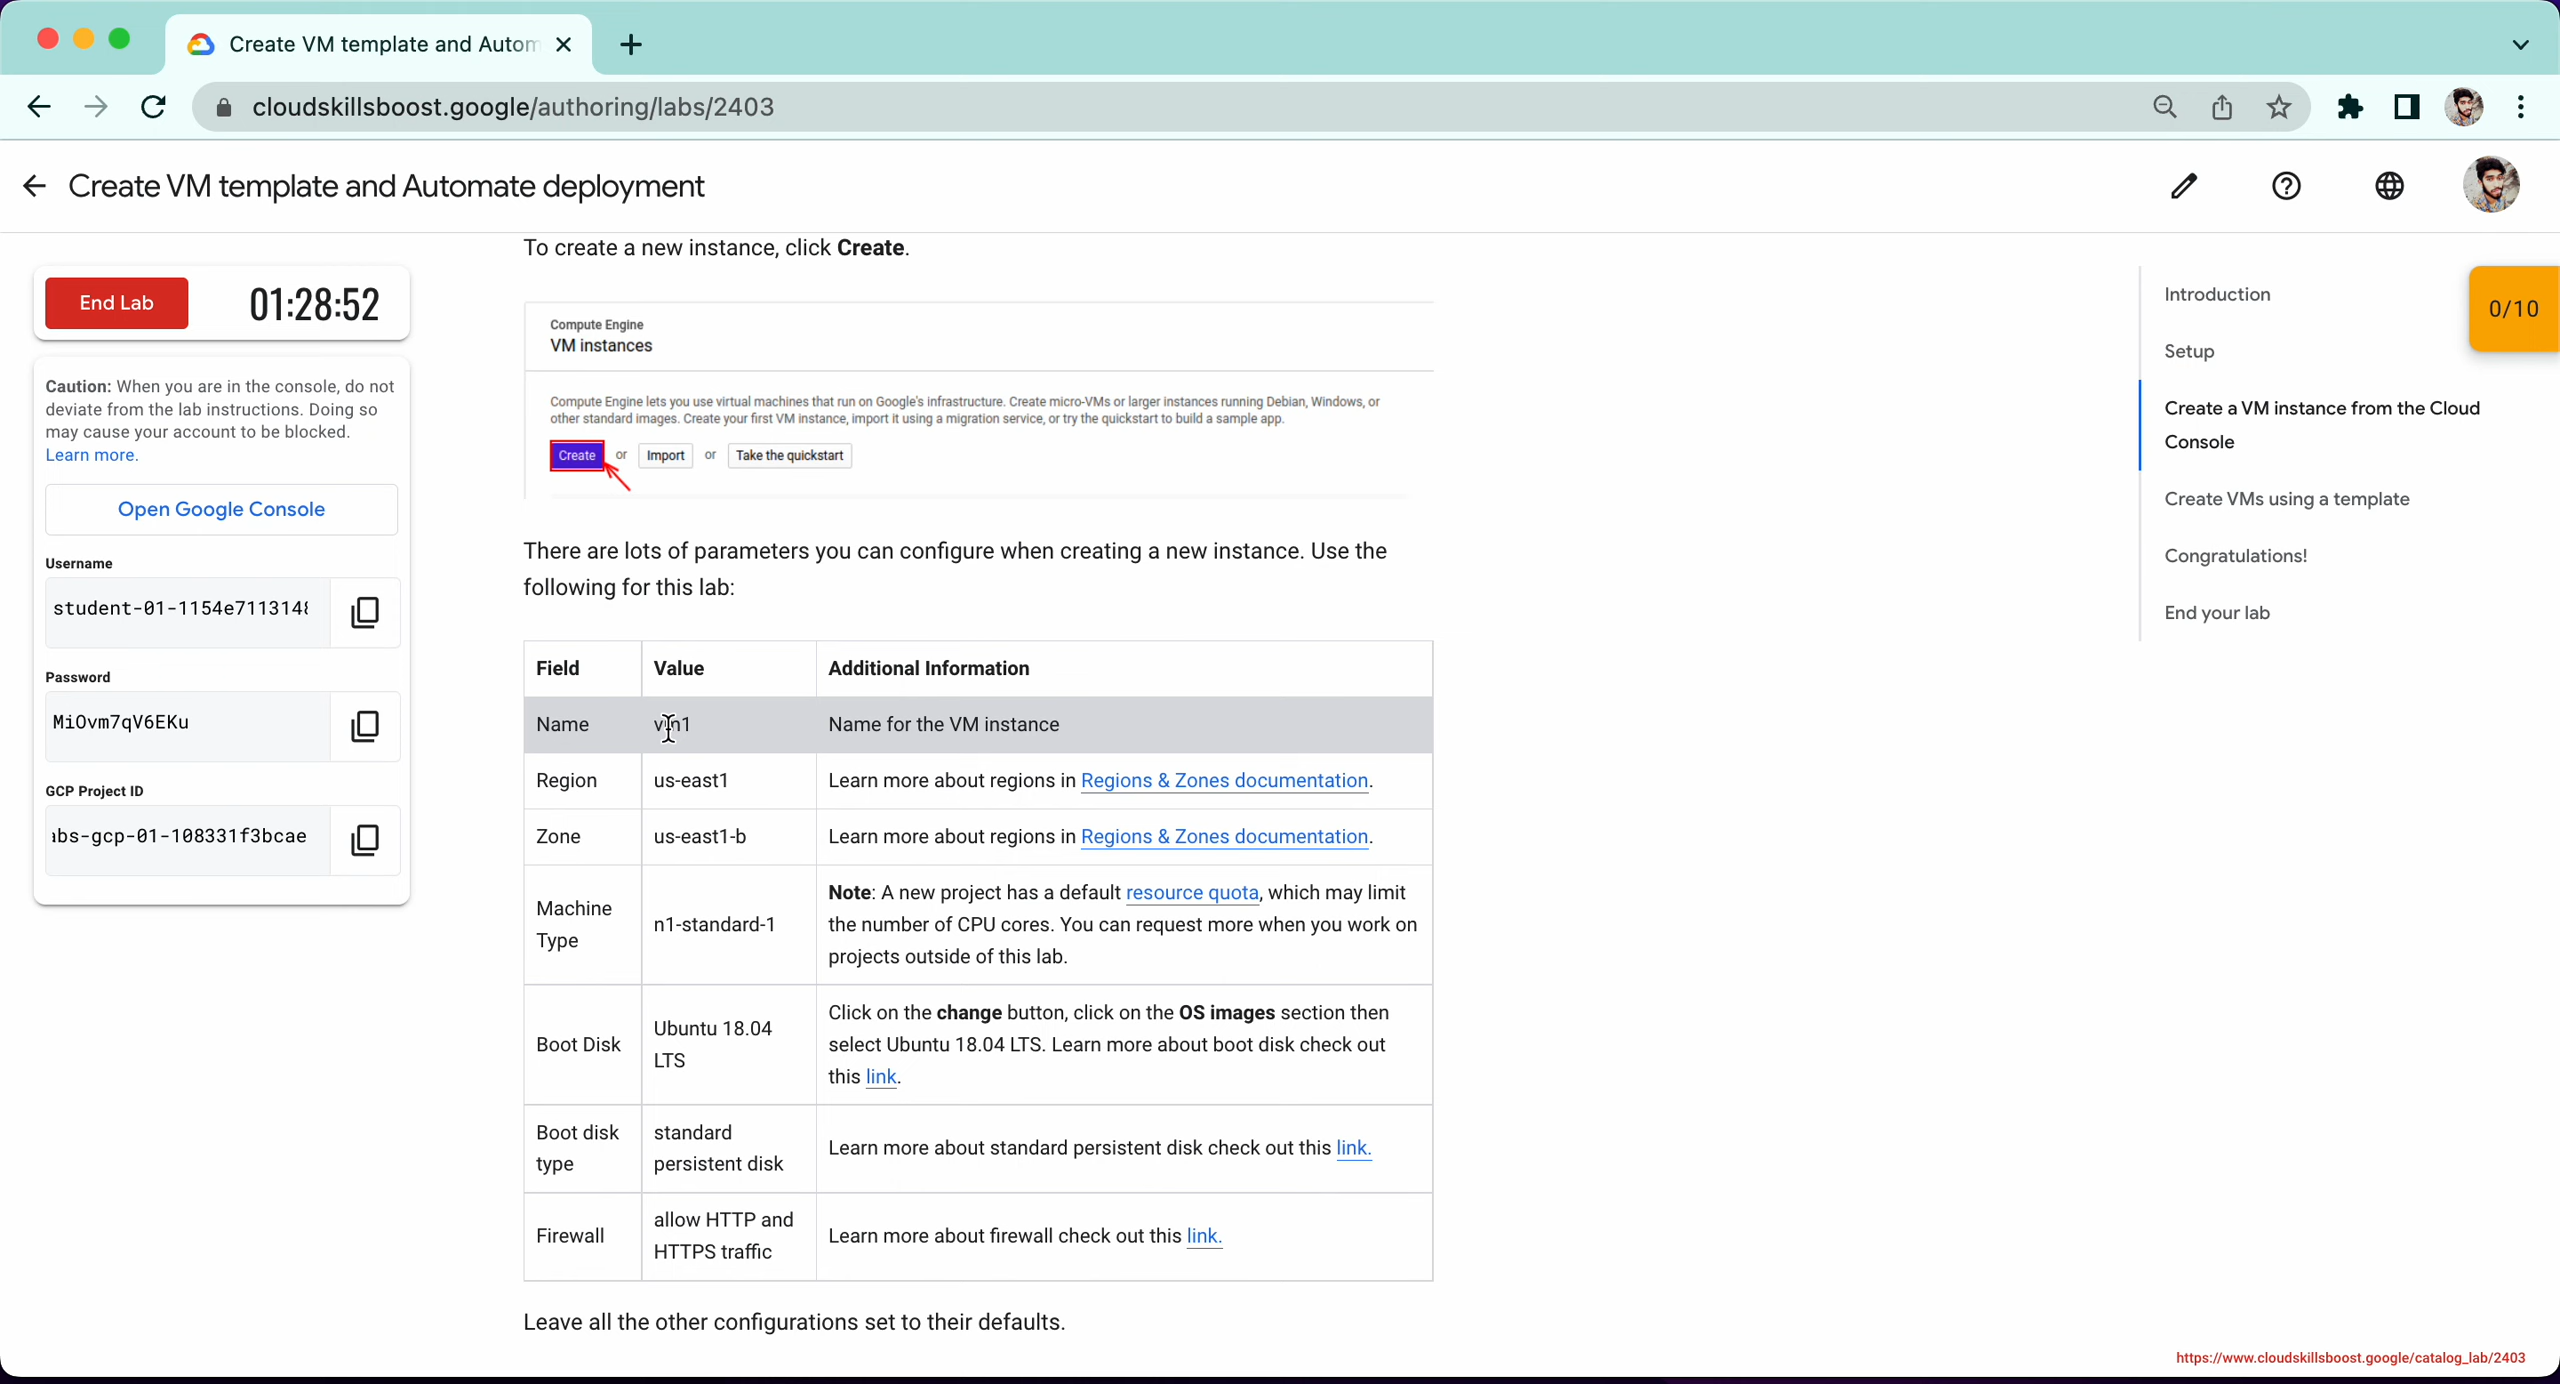 Create VM template and Autom
cloudskillsboost.google/authoring/labs/2403
Create VM template and Automate deployment
End Lab
01:28:52
Caution: When you are in the console, do not
deviate from the lab instructions. Doing so
may cause your account to be blocked.
Learn more.
Open Google Console
Username
student-01-1154e7113148
Password
MiOvm7qV6EKu
GCP Project ID
abs-gcp-01-108331f3bcae
To create a new instance, click Create.
Compute Engine
VM instances
Compute Engine lets you use virtual machines that run on Google's infrastructure. Create micro-VMs or larger instances running Debian, Windows, or
other standard images. Create your first VM instance, import it using a migration service, or try the quickstart to build a sample app.
Create or Import or Take the quickstart
There are lots of parameters you can configure when creating a new instance. Use the
following for this lab:
Field Value Additional Information
Name vm1 Name for the VM instance
Region us-east1 Learn more about regions in Regions & Zones documentation.
Zone us-east1-b Learn more about regions in Regions & Zones documentation.
Machine
Type
n1-standard-1
Note: A new project has a default resource quota, which may limit
the number of CPU cores. You can request more when you work on
projects outside of this lab.
Boot Disk
Ubuntu 18.04
LTS
Click on the change button, click on the OS images section then
select Ubuntu 18.04 LTS. Learn more about boot disk check out
this link.
Boot disk
type
standard
persistent disk
Learn more about standard persistent disk check out this link.
Firewall
allow HTTP and
HTTPS traffic
Learn more about firewall check out this link.
Leave all the other configurations set to their defaults.
Introduction
Setup
Create a VM instance from the Cloud
Console
Create VMs using a template
Congratulations!
End your lab
0/10
https://www.cloudskillsboost.google/catalog_lab/2403